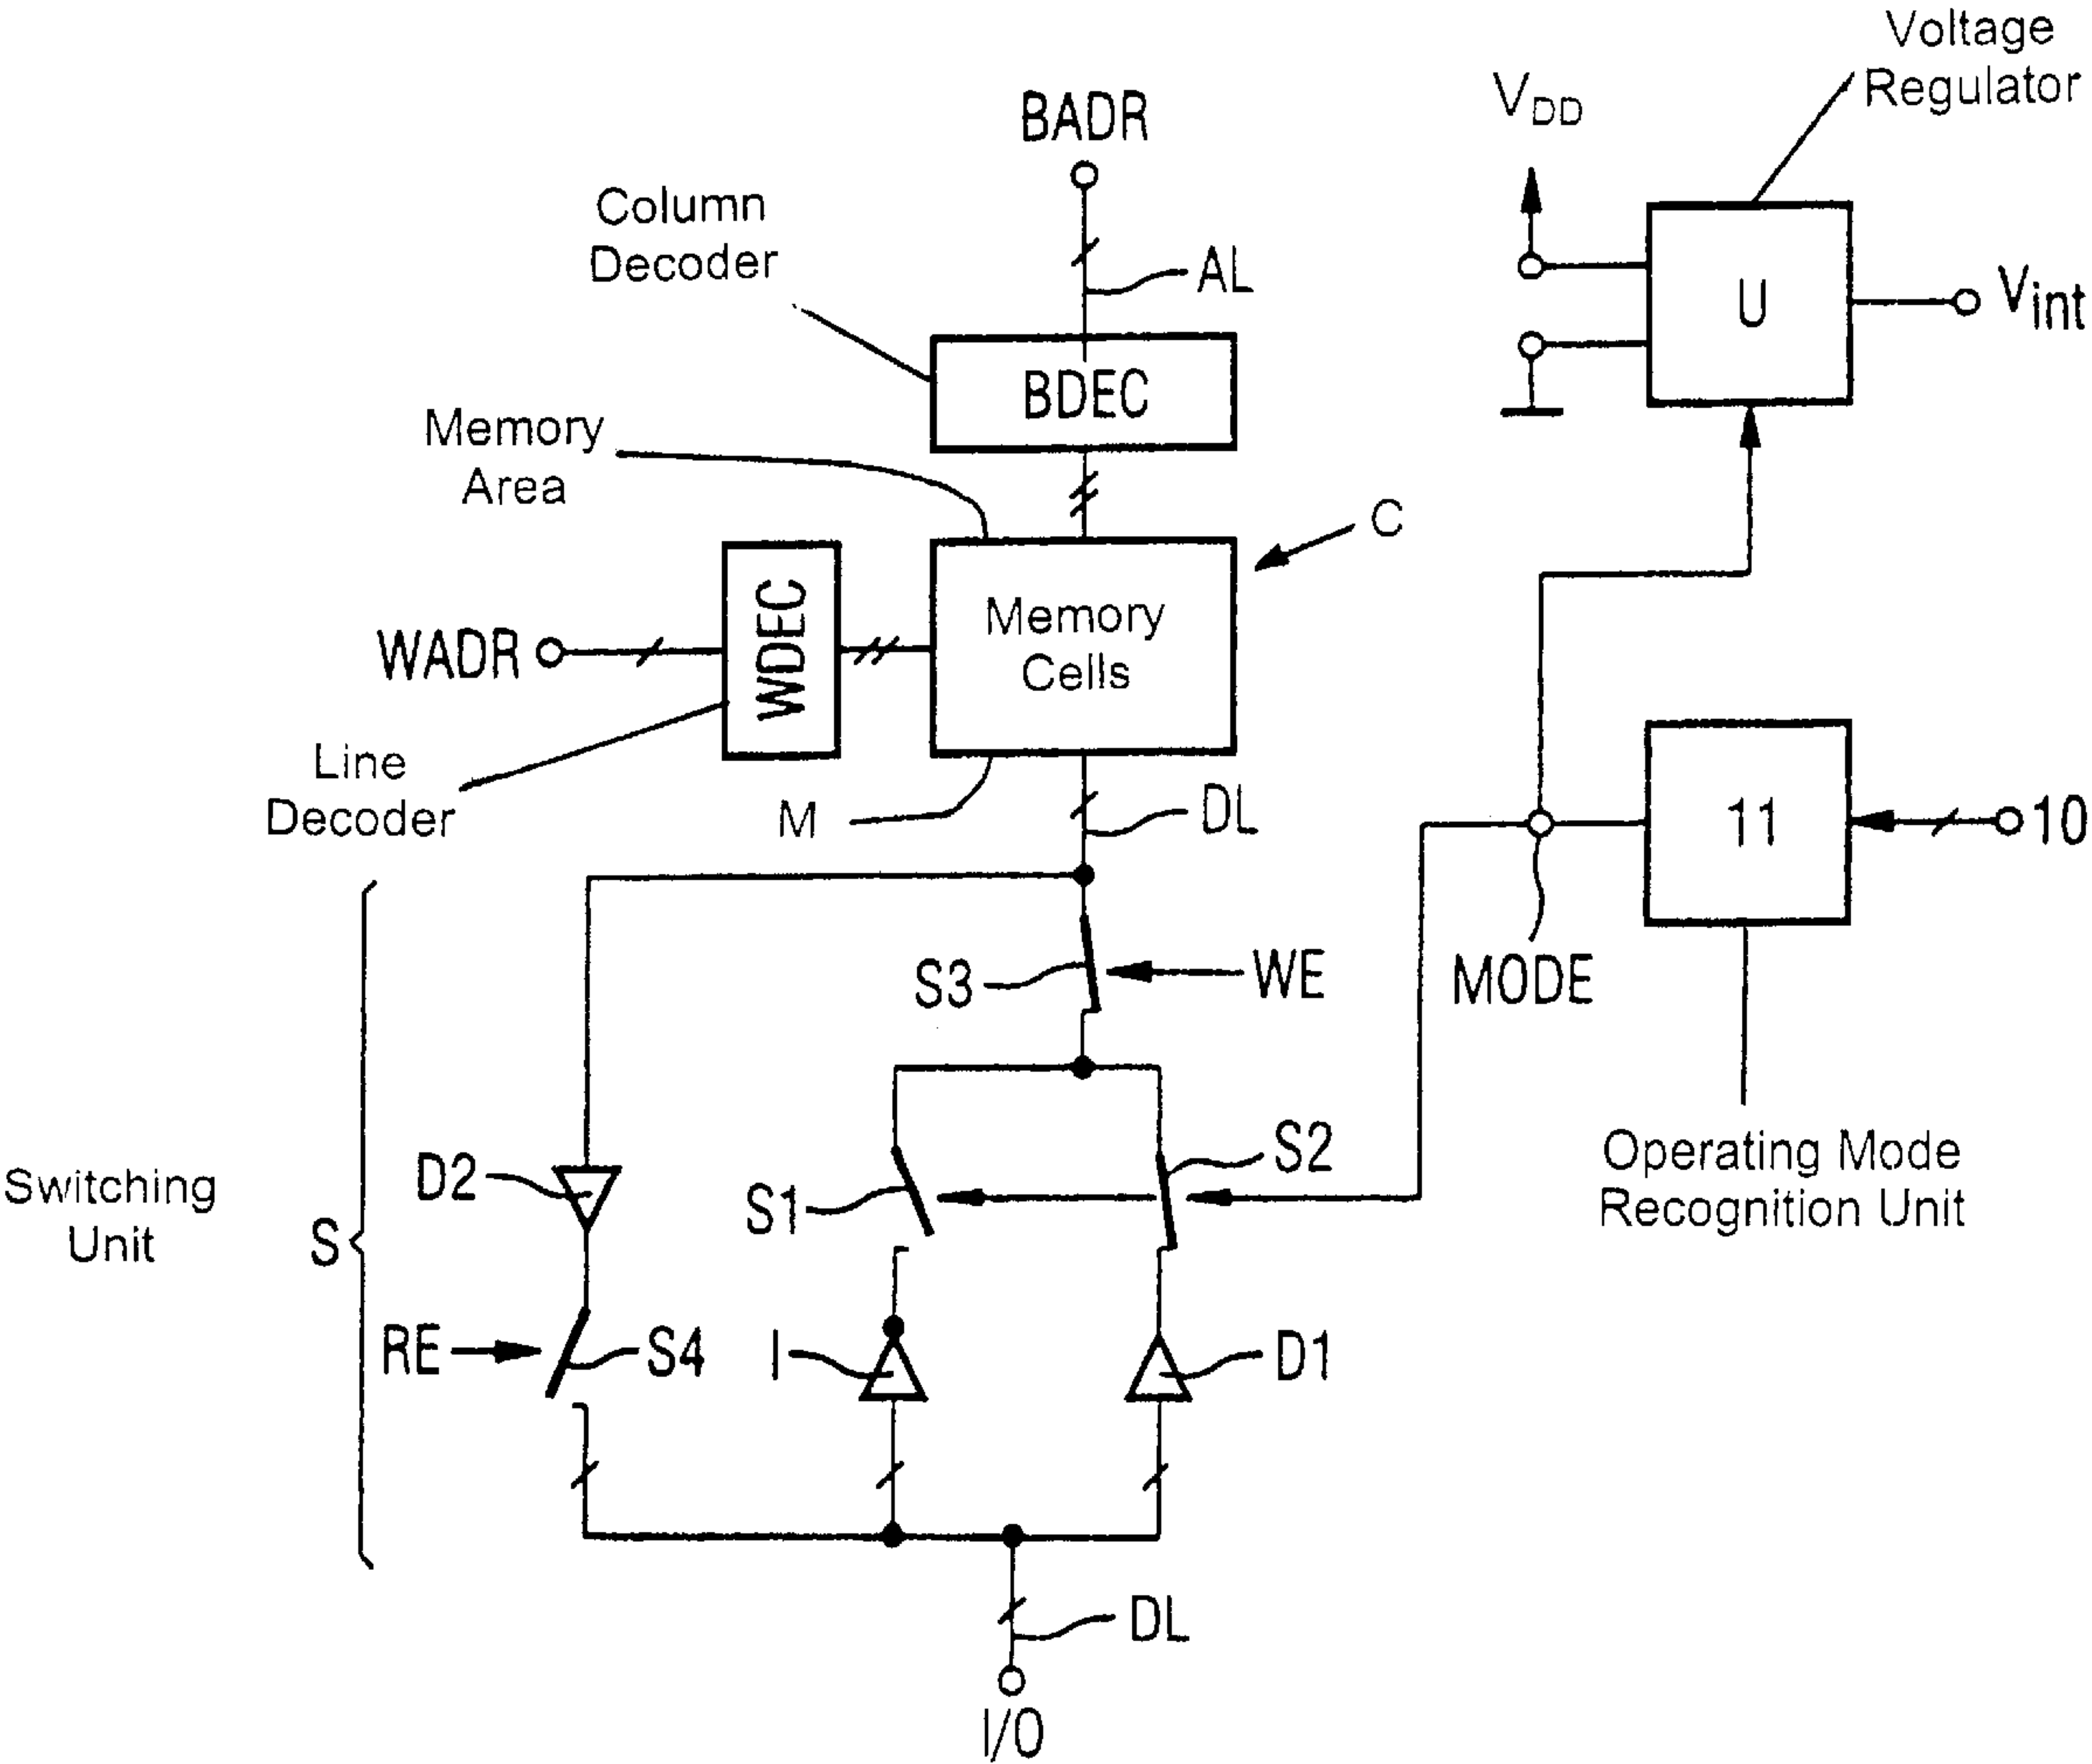 Voltage
Regulator
V_DD
BADR
Column
Decoder
AL
U
Vint
BDEC
Memory
Area
C
WADR
WDEC
Memory
Cells
Line
Decoder
M
DL
11
10
S3
WE
MODE
D2
S1
S2
Operating Mode
Recognition Unit
Switching
Unit
S
RE
S4
I
D1
DL
I/O